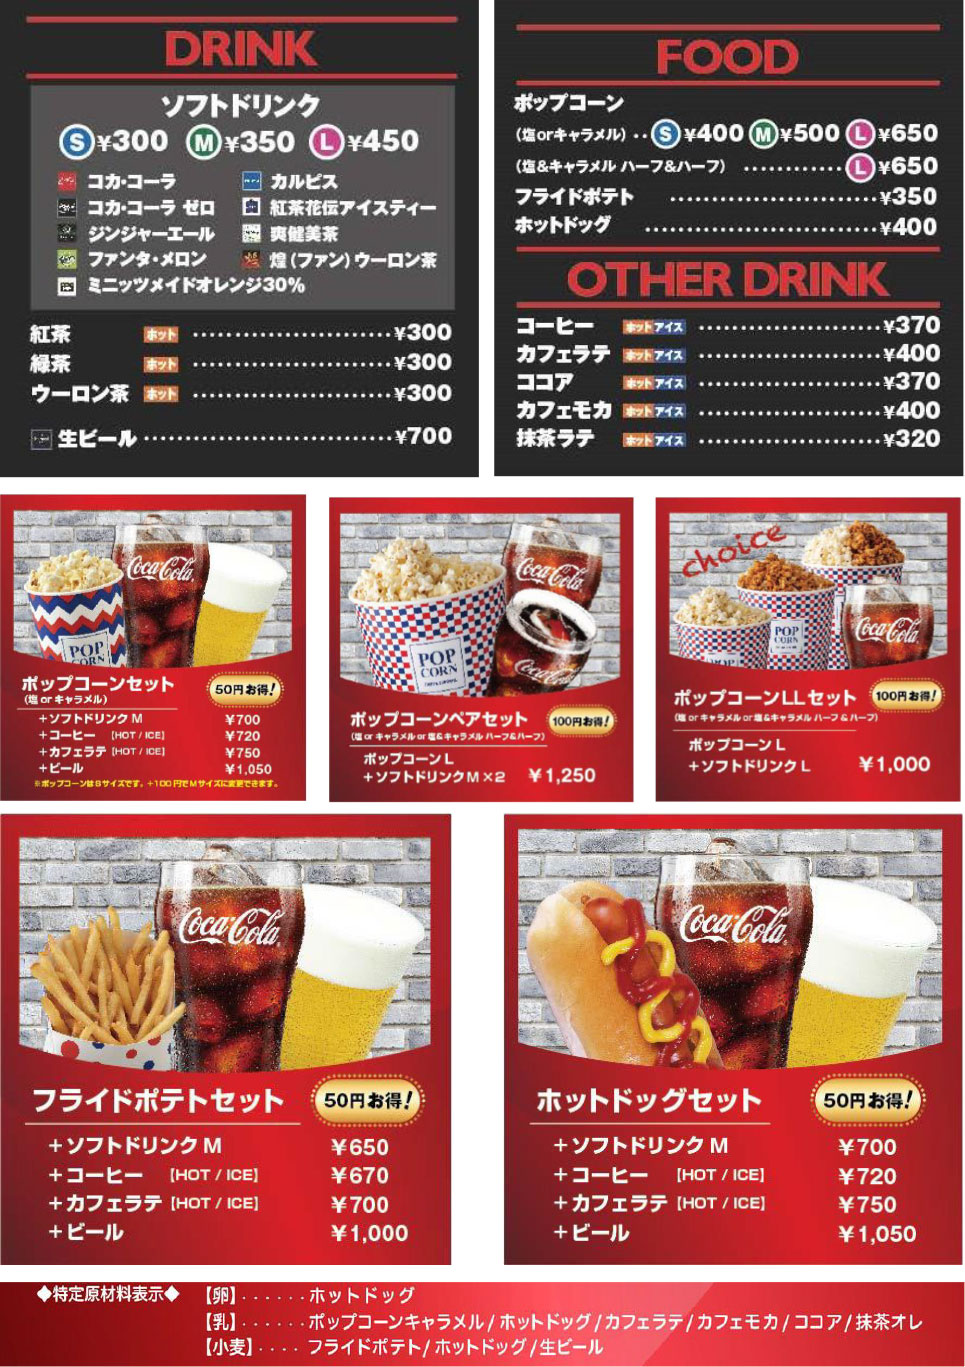 DRINK
ソフトドリンク
S ¥300 M ¥350 L ¥450
コカ・コーラ
コカ・コーラ ゼロ
ジンジャーエール
ファンタ・メロン
ミニッツメイドオレンジ30%
カルピス
紅茶花伝アイスティー
爽健美茶
煌(ファン)ウーロン茶
紅茶 ホット ¥300
緑茶 ホット ¥300
ウーロン茶 ホット ¥300
生ビール ¥700
FOOD
ポップコーン
(塩orキャラメル) S ¥400 M ¥500 L ¥650
(塩&キャラメル ハーフ&ハーフ) L ¥650
フライドポテト ¥350
ホットドッグ ¥400
OTHER DRINK
コーヒー ホット アイス ¥370
カフェラテ ホット アイス ¥400
ココア ホット アイス ¥370
カフェモカ ホット アイス ¥400
抹茶ラテ ホット アイス ¥320
Coca-Cola
POP
CORN
ポップコーンセット
50円お得!
(塩 or キャラメル)
+ソフトドリンク M ¥700
+コーヒー [HOT / ICE] ¥720
+カフェラテ [HOT / ICE] ¥750
+ビール ¥1,050
※ポップコーンはSサイズです。+100円でMサイズに変更できます。
Coca-Cola
Coca-Cola
POP
CORN
ポップコーンペアセット
100円お得!
(塩 or キャラメル or 塩&キャラメル ハーフ&ハーフ)
ポップコーン L
+ソフトドリンク M×2 ¥1,250
choice
POP
CORN
Coca-Cola
ポップコーンLLセット
100円お得!
(塩 or キャラメル or 塩&キャラメル ハーフ & ハーフ)
ポップコーン L
+ソフトドリンク L ¥1,000
Coca-Cola
フライドポテトセット
50円お得!
+ソフトドリンク M ¥650
+コーヒー [HOT / ICE] ¥670
+カフェラテ [HOT / ICE] ¥700
+ビール ¥1,000
Coca-Cola
ホットドッグセット
50円お得!
+ソフトドリンク M ¥700
+コーヒー [HOT / ICE] ¥720
+カフェラテ [HOT / ICE] ¥750
+ビール ¥1,050
◆特定原材料表示◆ 【卵】......ホットドッグ
【乳】......ポップコーンキャラメル/ホットドッグ/カフェラテ/カフェモカ/ココア/抹茶オレ
【小麦】.... フライドポテト/ホットドッグ/生ビール